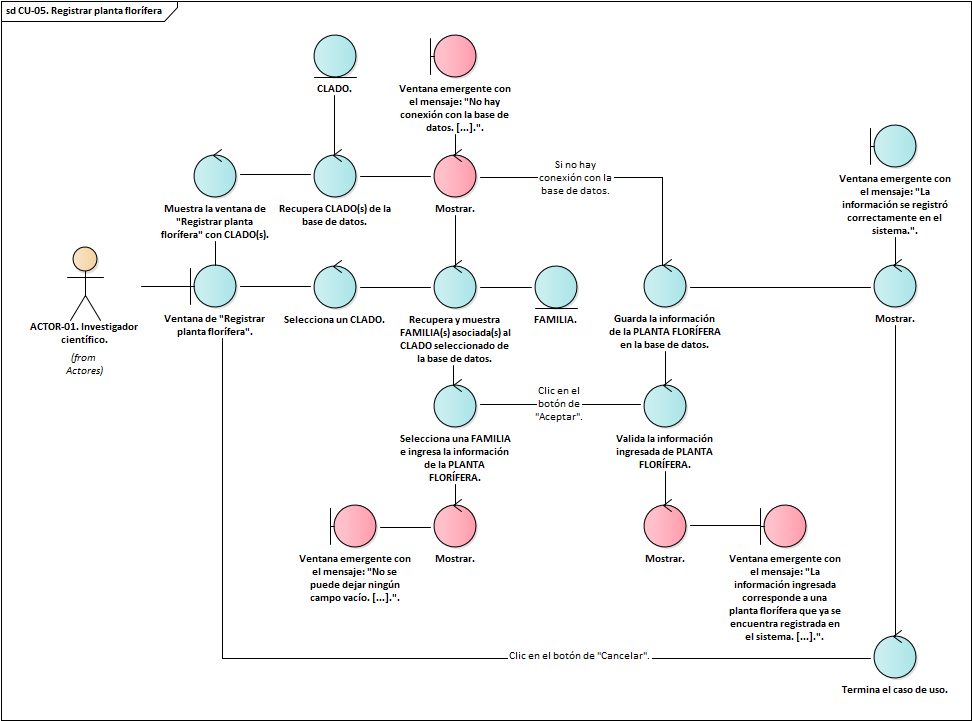 sd CU-05. Registrar planta florífera
CLADO.
Ventana emergente con
el mensaje: "No hay
conexión con la base de
datos. [...].".
Si no hay
conexión con la
base de datos.
Ventana emergente con
el mensaje: "La
información se registró
correctamente en el
sistema.".
Muestra la ventana de
"Registrar planta
florífera" con CLADO(s).
Recupera CLADO(s) de la
base de datos.
Mostrar.
ACTOR-01. Investigador
científico.
(from
Actores)
Ventana de "Registrar
planta florífera".
Selecciona un CLADO.
Recupera y muestra
FAMILIA(s) asociada(s) al
CLADO seleccionado de
la base de datos.
FAMILIA.
Guarda la información
de la PLANTA FLORÍFERA
en la base de datos.
Mostrar.
Clic en el
botón de
"Aceptar".
Selecciona una FAMILIA
e ingresa la información
de la PLANTA
FLORÍFERA.
Valida la información
ingresada de PLANTA
FLORÍFERA.
Ventana emergente con
el mensaje: "No se
puede dejar ningún
campo vacío. [...].".
Mostrar.
Mostrar.
Ventana emergente con
el mensaje: "La
información ingresada
corresponde a una
planta florífera que ya se
encuentra registrada en
el sistema. [...].".
Clic en el botón de "Cancelar".
Termina el caso de uso.